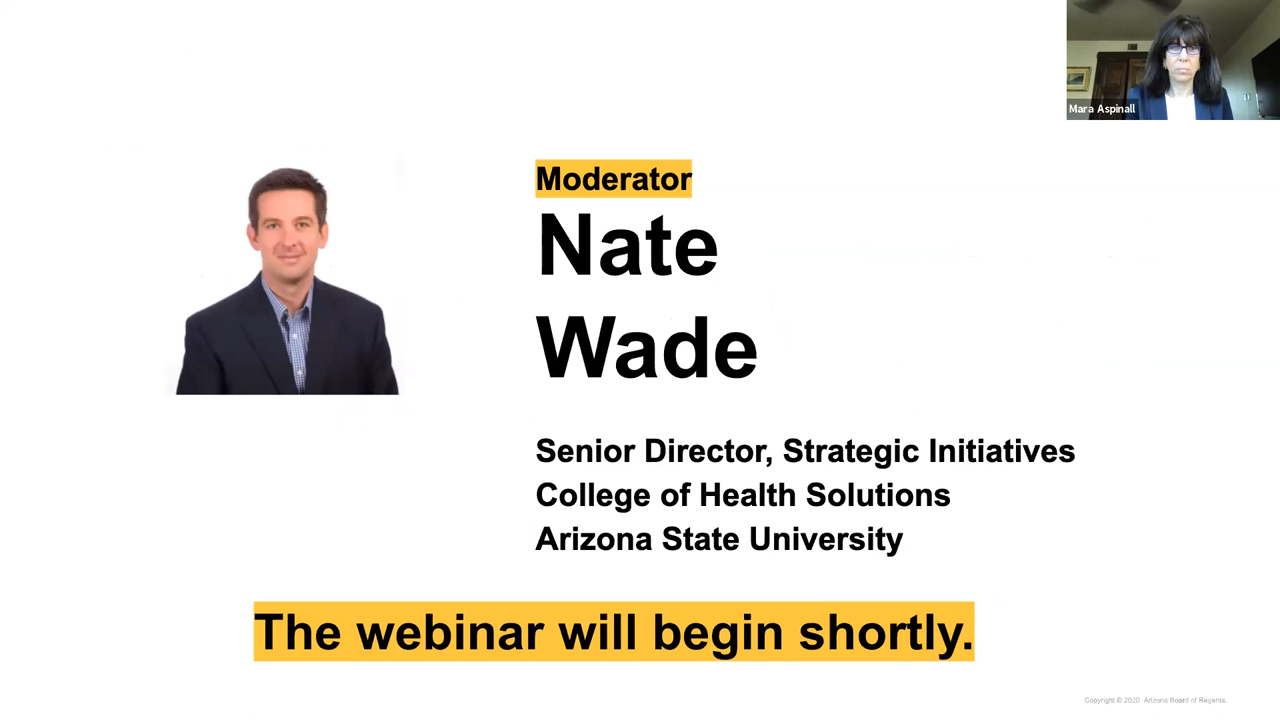 Mara Aspinall
Moderator
Nate
Wade
Senior Director, Strategic Initiatives
College of Health Solutions
Arizona State University
The webinar will begin shortly.
Copyright © 2020 Arizona Board of Regents.